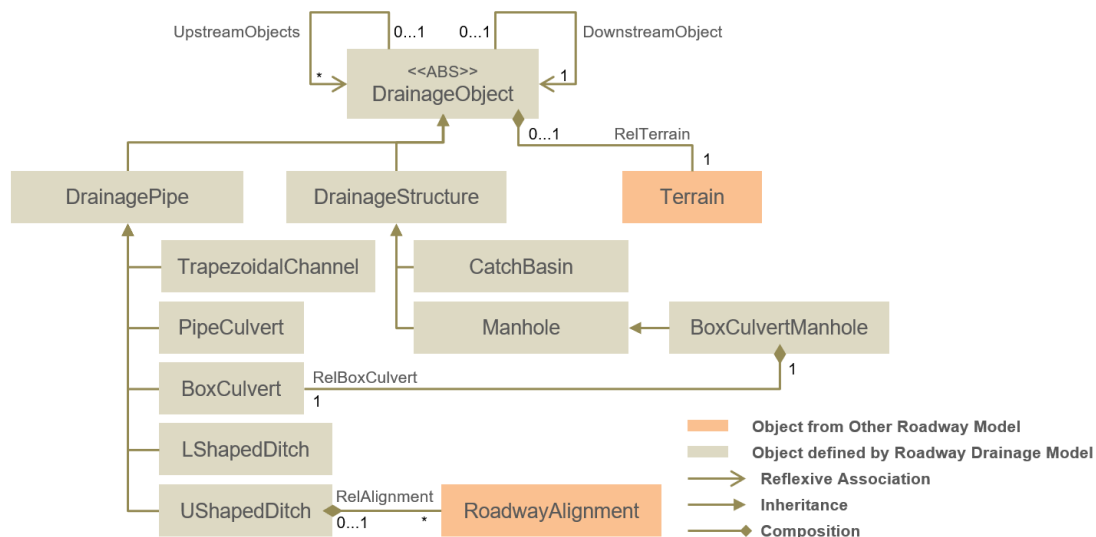 UpstreamObjects
0...1
0...1
DownstreamObject
<<ABS>>
*
1
DrainageObject
0...1
RelTerrain
1
DrainagePipe
DrainageStructure
Terrain
TrapezoidalChannel
CatchBasin
PipeCulvert
Manhole
BoxCulvertManhole
RelBoxCulvert
1
BoxCulvert
1
LShapedDitch
Object from Other Roadway Model
Object defined by Roadway Drainage Model
Reflexive Association
RelAlignment
UShapedDitch
0...1
*
RoadwayAlignment
Inheritance
Composition